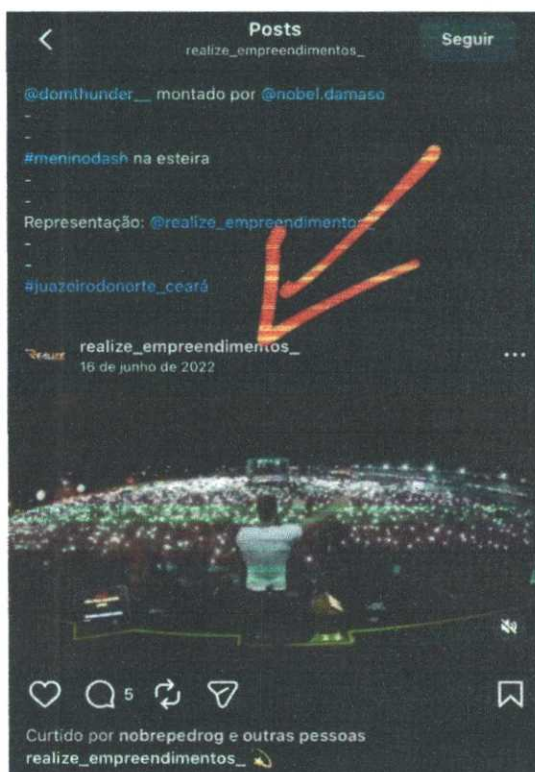 Posts
realize_empreendimentos_
Seguir
@domthunder__ montado por @nobel.damaso
-
-
#meninodash na esteira
-
-
-
Representação: @realize_empreendimentos_
-
-
#juazeirodonorte_ceará
REALIZE
realize_empreendimentos_
16 de junho de 2022
5
Curtido por nobrepedrog e outras pessoas
realize_empreendimentos_